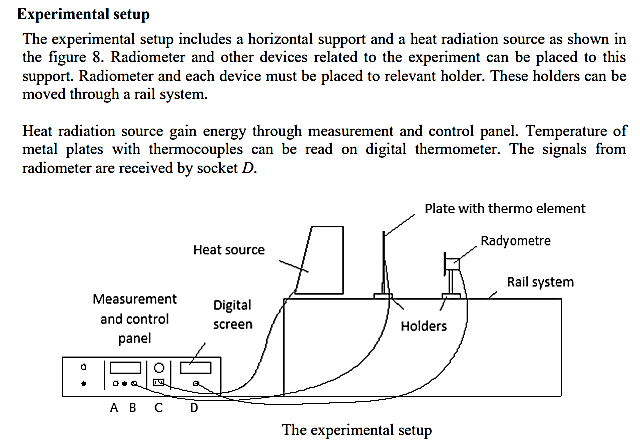 Experimental setup
The experimental setup includes a horizontal support and a heat radiation source as shown in
the figure 8. Radiometer and other devices related to the experiment can be placed to this
support. Radiometer and each device must be placed to relevant holder. These holders can be
moved through a rail system.
Heat radiation source gain energy through measurement and control panel. Temperature of
metal plates with thermocouples can be read on digital thermometer. The signals from
radiometer are received by socket D.
Plate with thermo element
Radyometre
Heat source
Rail system
Measurement
and control
panel
Digital
screen
Holders
A B C D
The experimental setup